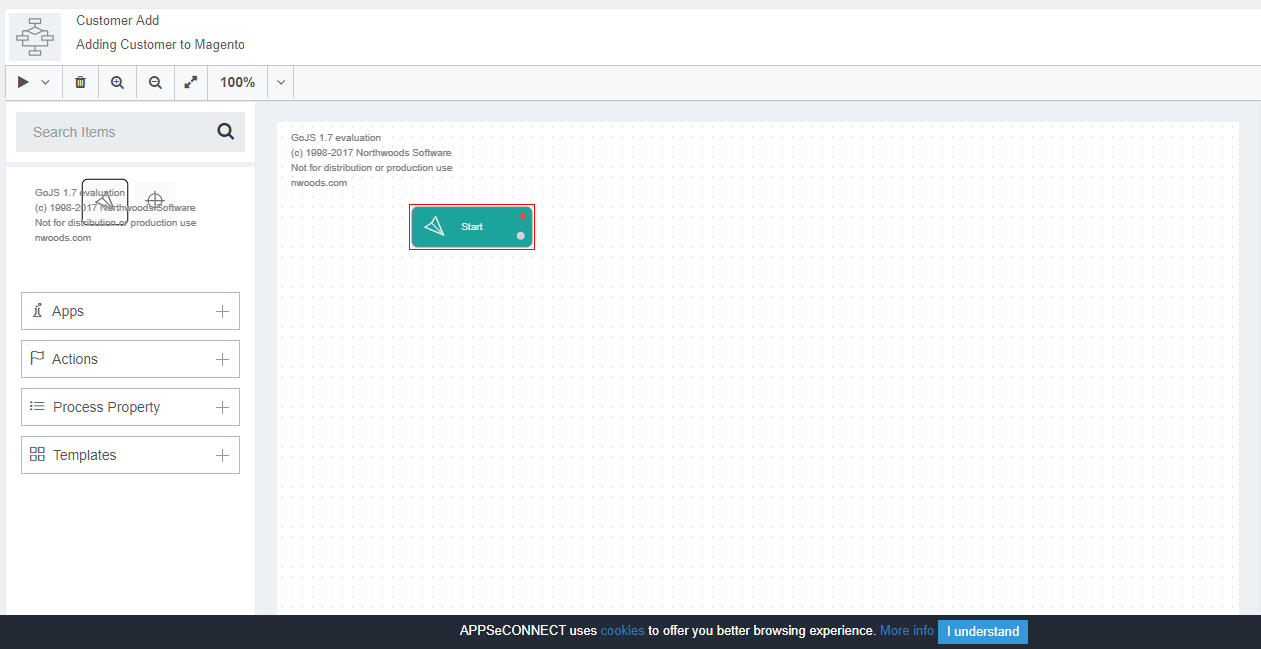 Customer Add
Adding Customer to Magento
100%
Search Items
GoJS 1.7 evaluation
(c) 1998-2017 Northwoods Software
Not for distribution or production use
nwoods.com
Apps
Actions
Process Property
Templates
GoJS 1.7 evaluation
(c) 1998-2017 Northwoods Software
Not for distribution or production use
nwoods.com
Start
APPSeCONNECT uses cookies to offer you better browsing experience. More info I understand